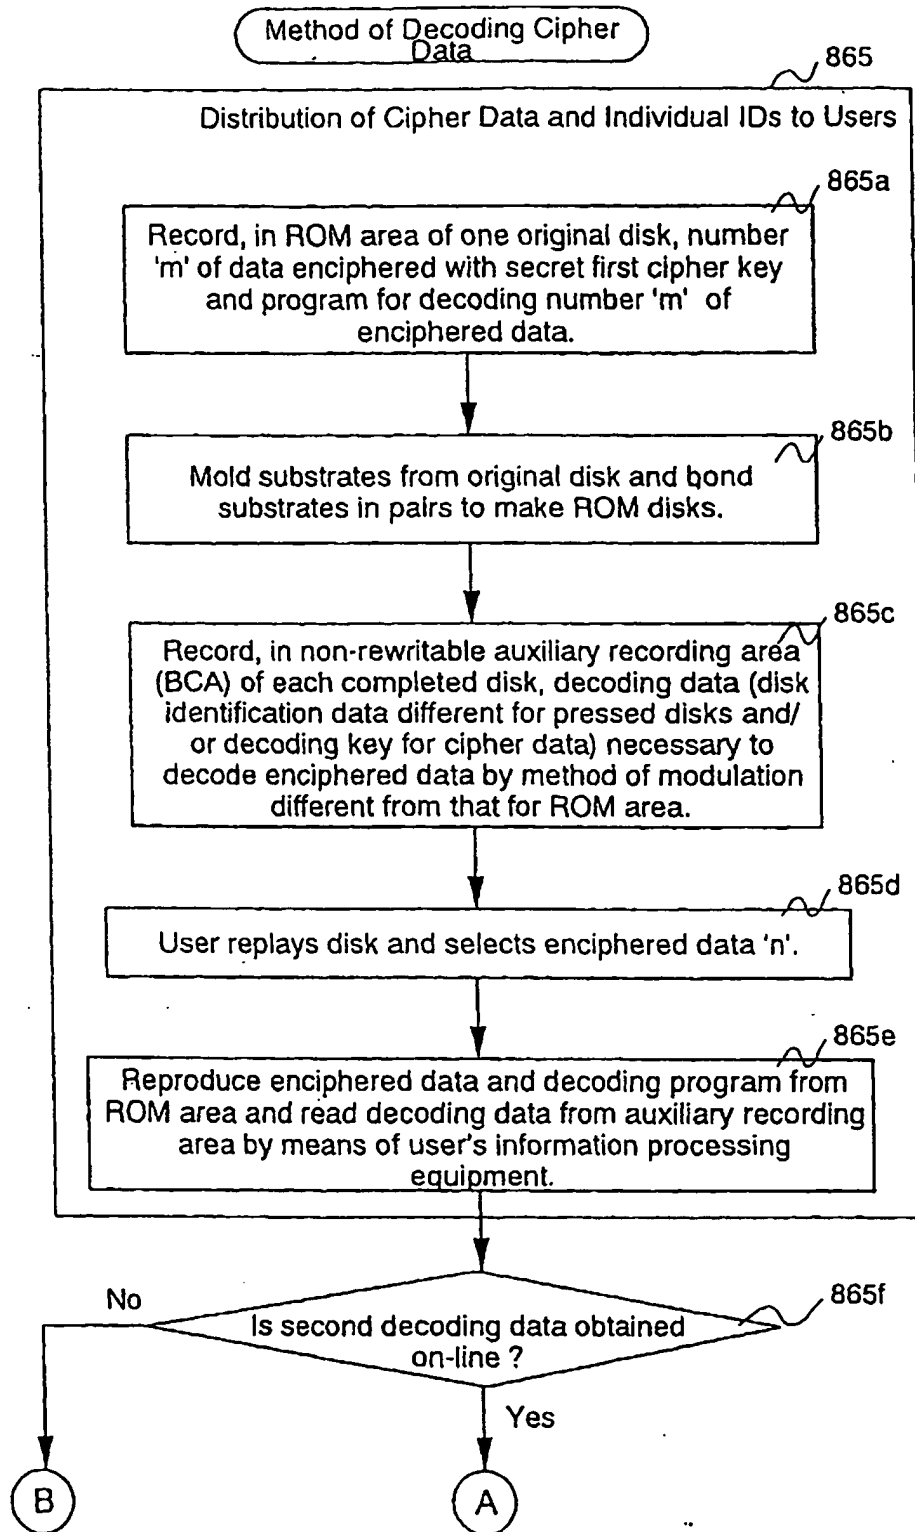 Method of Decoding Cipher
Data
865
Distribution of Cipher Data and Individual IDs to Users
865a
Record, in ROM area of one original disk, number
'm' of data enciphered with secret first cipher key
and program for decoding number 'm' of
enciphered data.
865b
Mold substrates from original disk and bond
substrates in pairs to make ROM disks.
865c
Record, in non-rewritable auxiliary recording area
(BCA) of each completed disk, decoding data (disk
identification data different for pressed disks and/
or decoding key for cipher data) necessary to
decode enciphered data by method of modulation
different from that for ROM area.
865d
User replays disk and selects enciphered data 'n'.
865e
Reproduce enciphered data and decoding program from
ROM area and read decoding data from auxiliary recording
area by means of user's information processing
equipment.
865f
No
Is second decoding data obtained
on-line ?
Yes
B
A